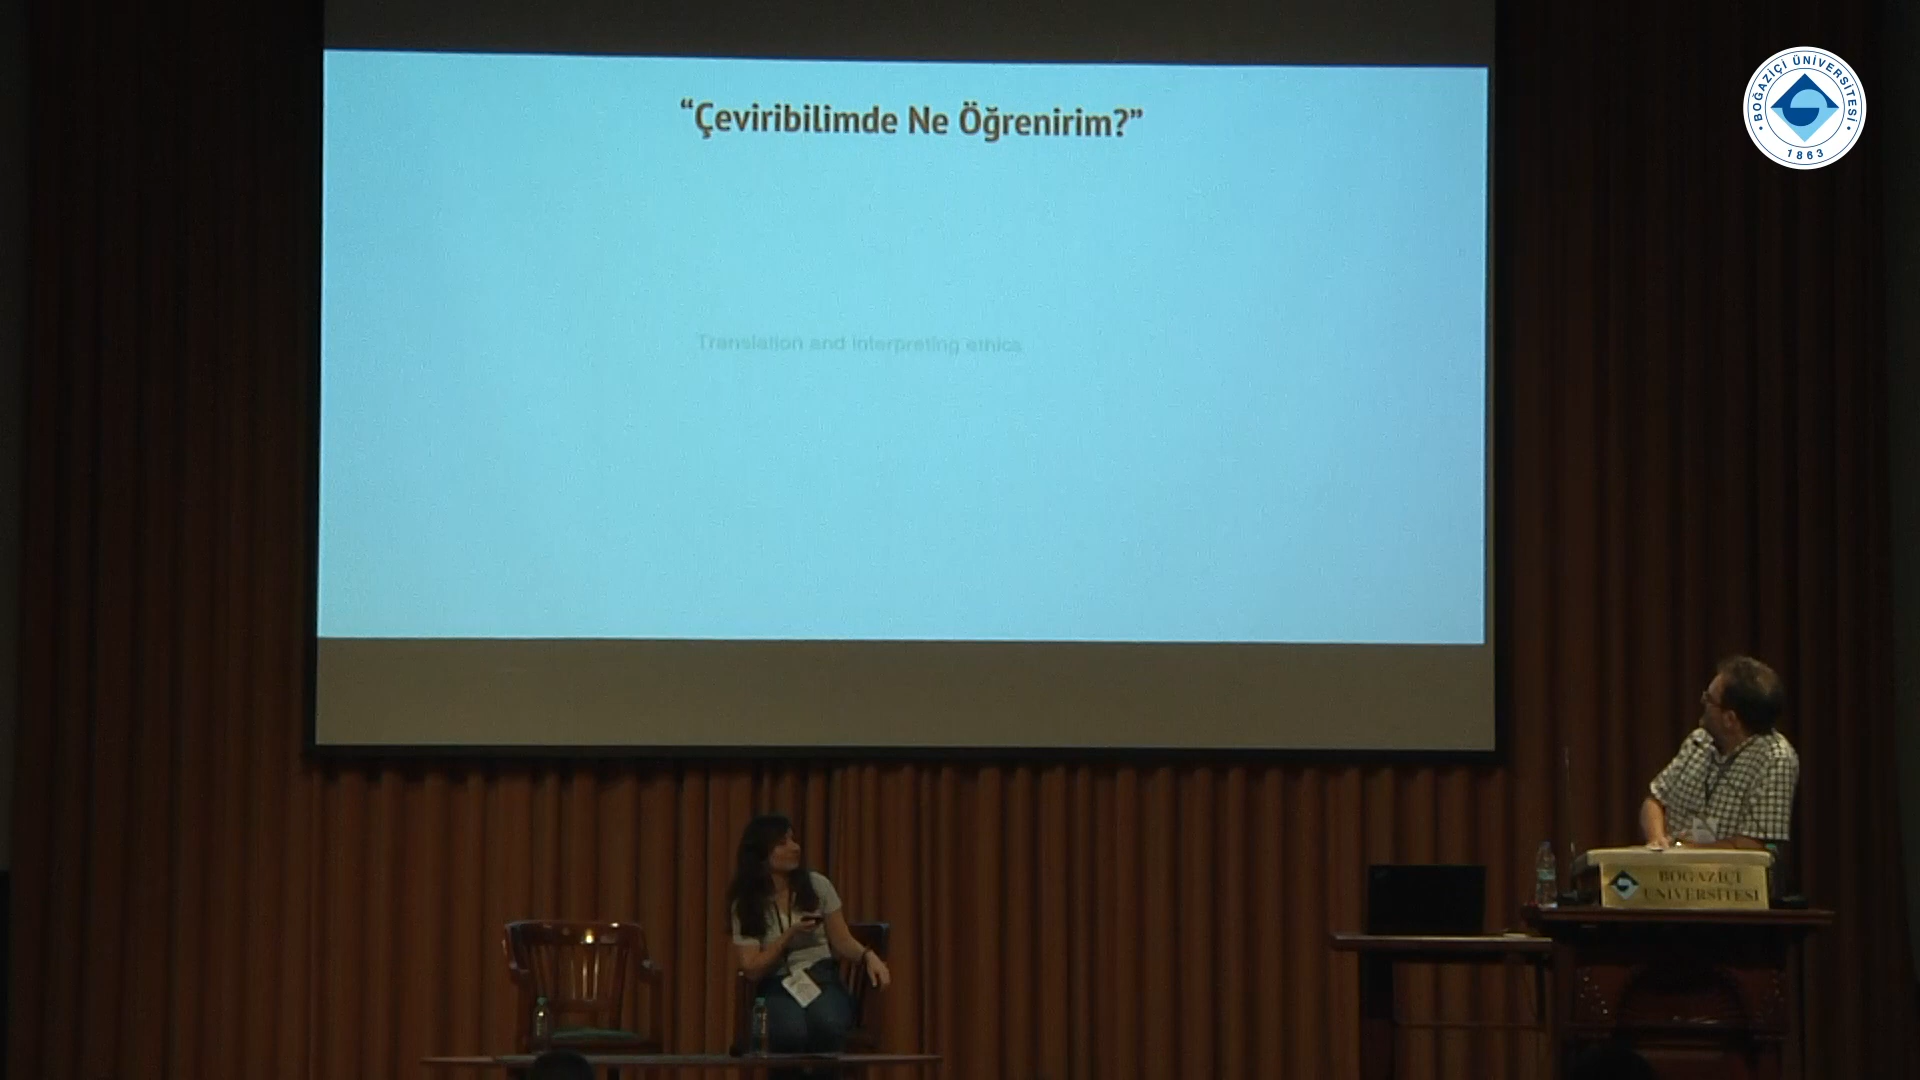 “Çeviribilimde Ne Öğrenirim?”
Translation and interpreting ethics
BOĞAZİÇİ ÜNİVERSİTESİ
1863
BOĞAZİÇİ
ÜNİVERSİTESİ